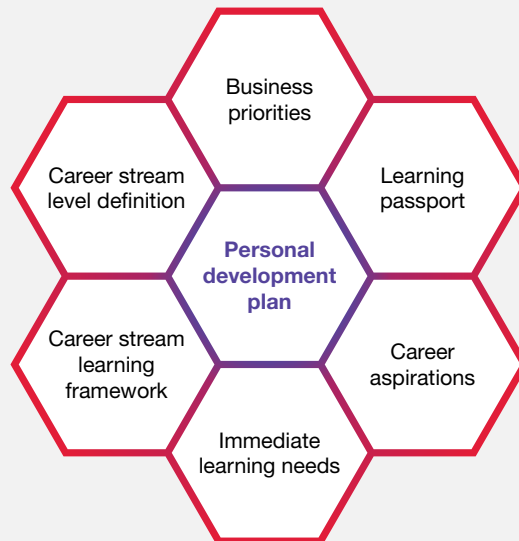 Business
priorities
Career stream
level definition
Learning
passport
Personal
development
plan
Career stream
learning
framework
Career
aspirations
Immediate
learning needs